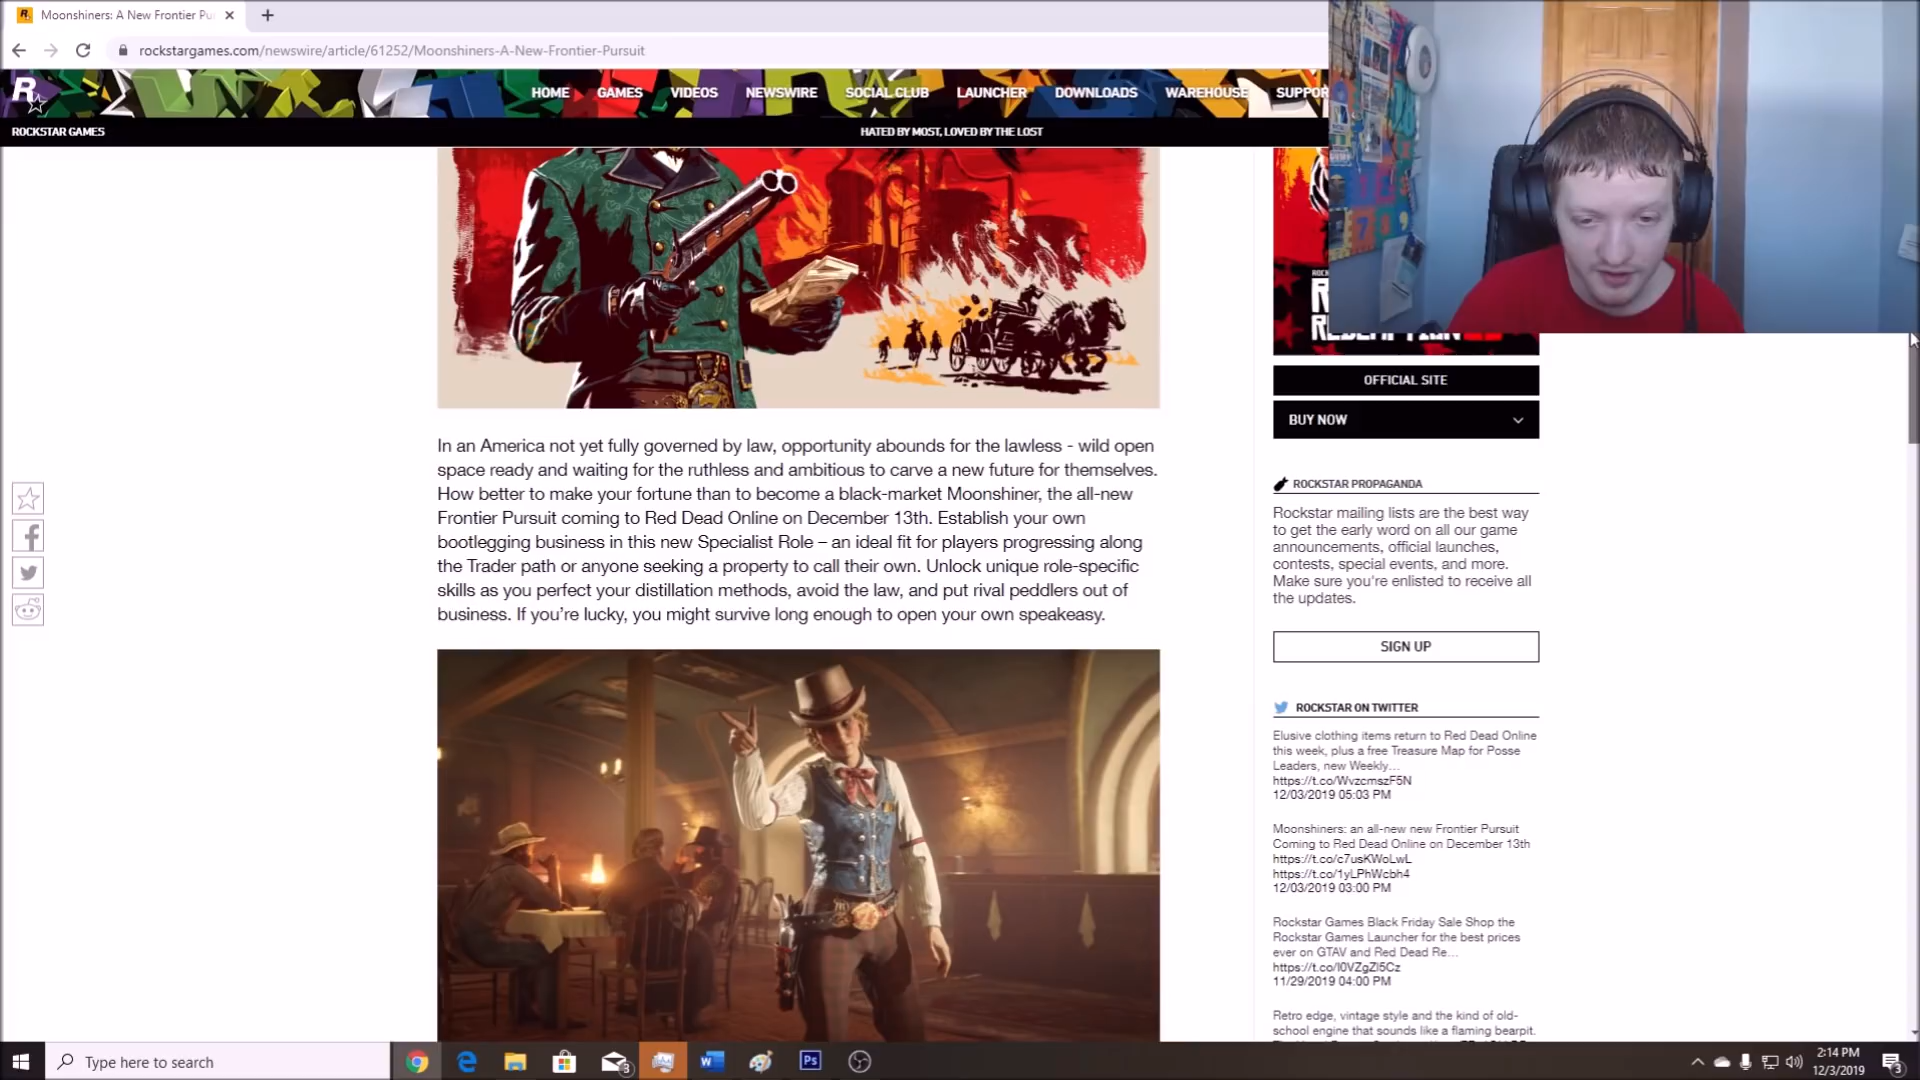 Moonshiners: A New Frontier Pu
rockstargames.com/newswire/article/61252/Moonshiners-A-New-Frontier-Pursuit
R
HOME GAMES VIDEOS NEWSWIRE SOCIAL CLUB LAUNCHER DOWNLOADS WAREHOUSE SUPPOR
ROCKSTAR GAMES
HATED BY MOST, LOVED BY THE LOST
In an America not yet fully governed by law, opportunity abounds for the lawless - wild open
space ready and waiting for the ruthless and ambitious to carve a new future for themselves.
How better to make your fortune than to become a black-market Moonshiner, the all-new
Frontier Pursuit coming to Red Dead Online on December 13th. Establish your own
bootlegging business in this new Specialist Role – an ideal fit for players progressing along
the Trader path or anyone seeking a property to call their own. Unlock unique role-specific
skills as you perfect your distillation methods, avoid the law, and put rival peddlers out of
business. If you're lucky, you might survive long enough to open your own speakeasy.
OFFICIAL SITE
BUY NOW
ROCKSTAR PROPAGANDA
Rockstar mailing lists are the best way
to get the early word on all our game
announcements, official launches,
contests, special events, and more.
Make sure you're enlisted to receive all
the updates.
SIGN UP
ROCKSTAR ON TWITTER
Elusive clothing items return to Red Dead Online
this week, plus a free Treasure Map for Posse
Leaders, new Weekly…
https://t.co/WvzcmszF5N
12/03/2019 05:03 PM
Moonshiners: an all-new new Frontier Pursuit
Coming to Red Dead Online on December 13th
https://t.co/c7usKWoLwL
https://t.co/1yLPhWcbh4
12/03/2019 03:00 PM
Rockstar Games Black Friday Sale Shop the
Rockstar Games Launcher for the best prices
ever on GTAV and Red Dead Re…
https://t.co/I0VZgZl5Cz
11/29/2019 04:00 PM
Retro edge, vintage style and the kind of old-
school engine that sounds like a flaming bearpit.
Type here to search
3
W
Ps
2:14 PM
12/3/2019
3